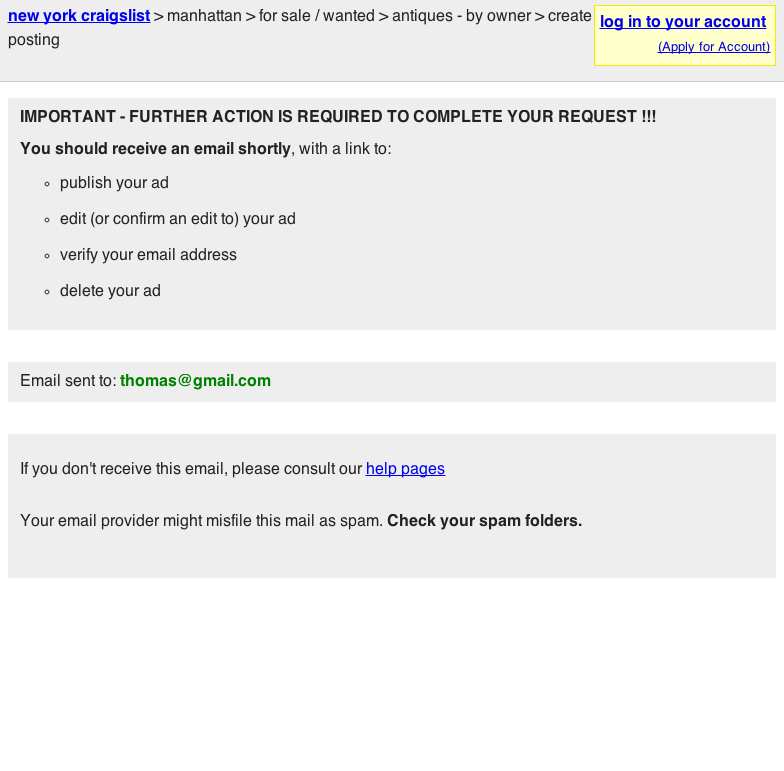 new york craigslist > manhattan > for sale / wanted > antiques - by owner > create
posting
log in to your account
(Apply for Account)
IMPORTANT - FURTHER ACTION IS REQUIRED TO COMPLETE YOUR REQUEST !!!
You should receive an email shortly, with a link to:
publish your ad
edit (or confirm an edit to) your ad
verify your email address
delete your ad
Email sent to: thomas@gmail.com
If you don't receive this email, please consult our help pages
Your email provider might misfile this mail as spam. Check your spam folders.